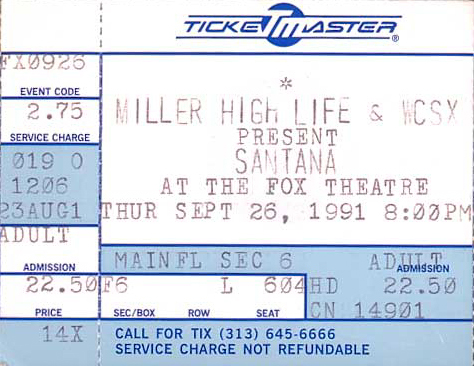 TICKETMASTER®
FX0926
EVENT CODE
2.75
SERVICE CHARGE
019 0
1206
23AUG1
ADULT
ADMISSION
22.50
PRICE
14X
*
MILLER HIGH LIFE & WCSX
PRESENT
SANTANA
AT THE FOX THEATRE
THUR SEPT 26, 1991 8:00PM
MAINFL SEC 6 ADULT
ADMISSION
F6 L 604 HD 22.50
SEC/BOX ROW SEAT CN 14901
CALL FOR TIX (313) 645-6666
SERVICE CHARGE NOT REFUNDABLE